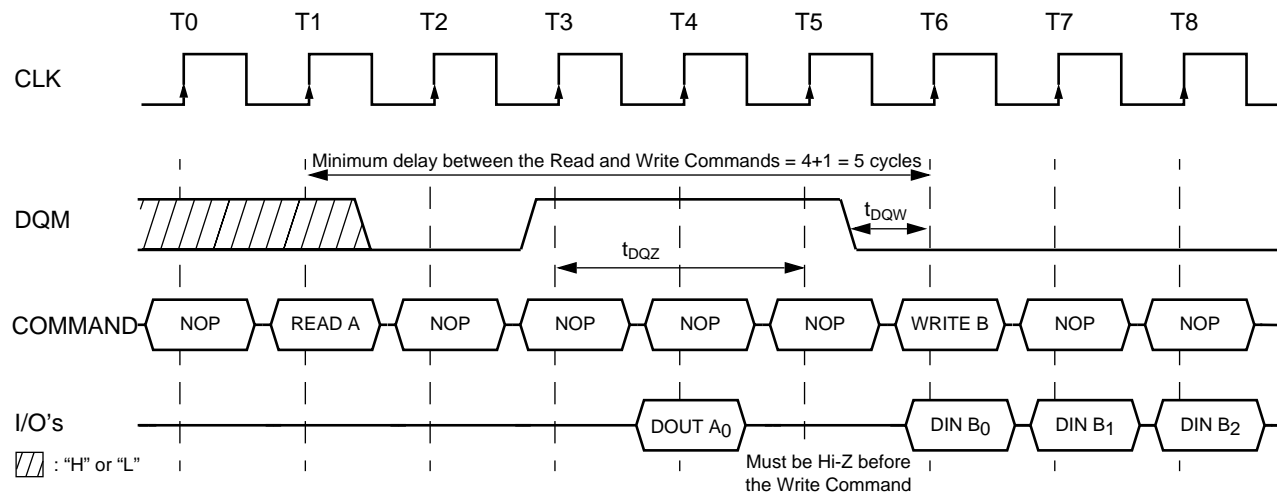 T0 T1 T2 T3 T4 T5 T6 T7 T8
CLK
Minimum delay between the Read and Write Commands = 4+1 = 5 cycles
DQM
tDQW
tDQZ
COMMAND NOP READ A NOP NOP NOP NOP WRITE B NOP NOP
I/O's DOUT A0 DIN B0 DIN B1 DIN B2
: “H” or “L”
Must be Hi-Z before
the Write Command